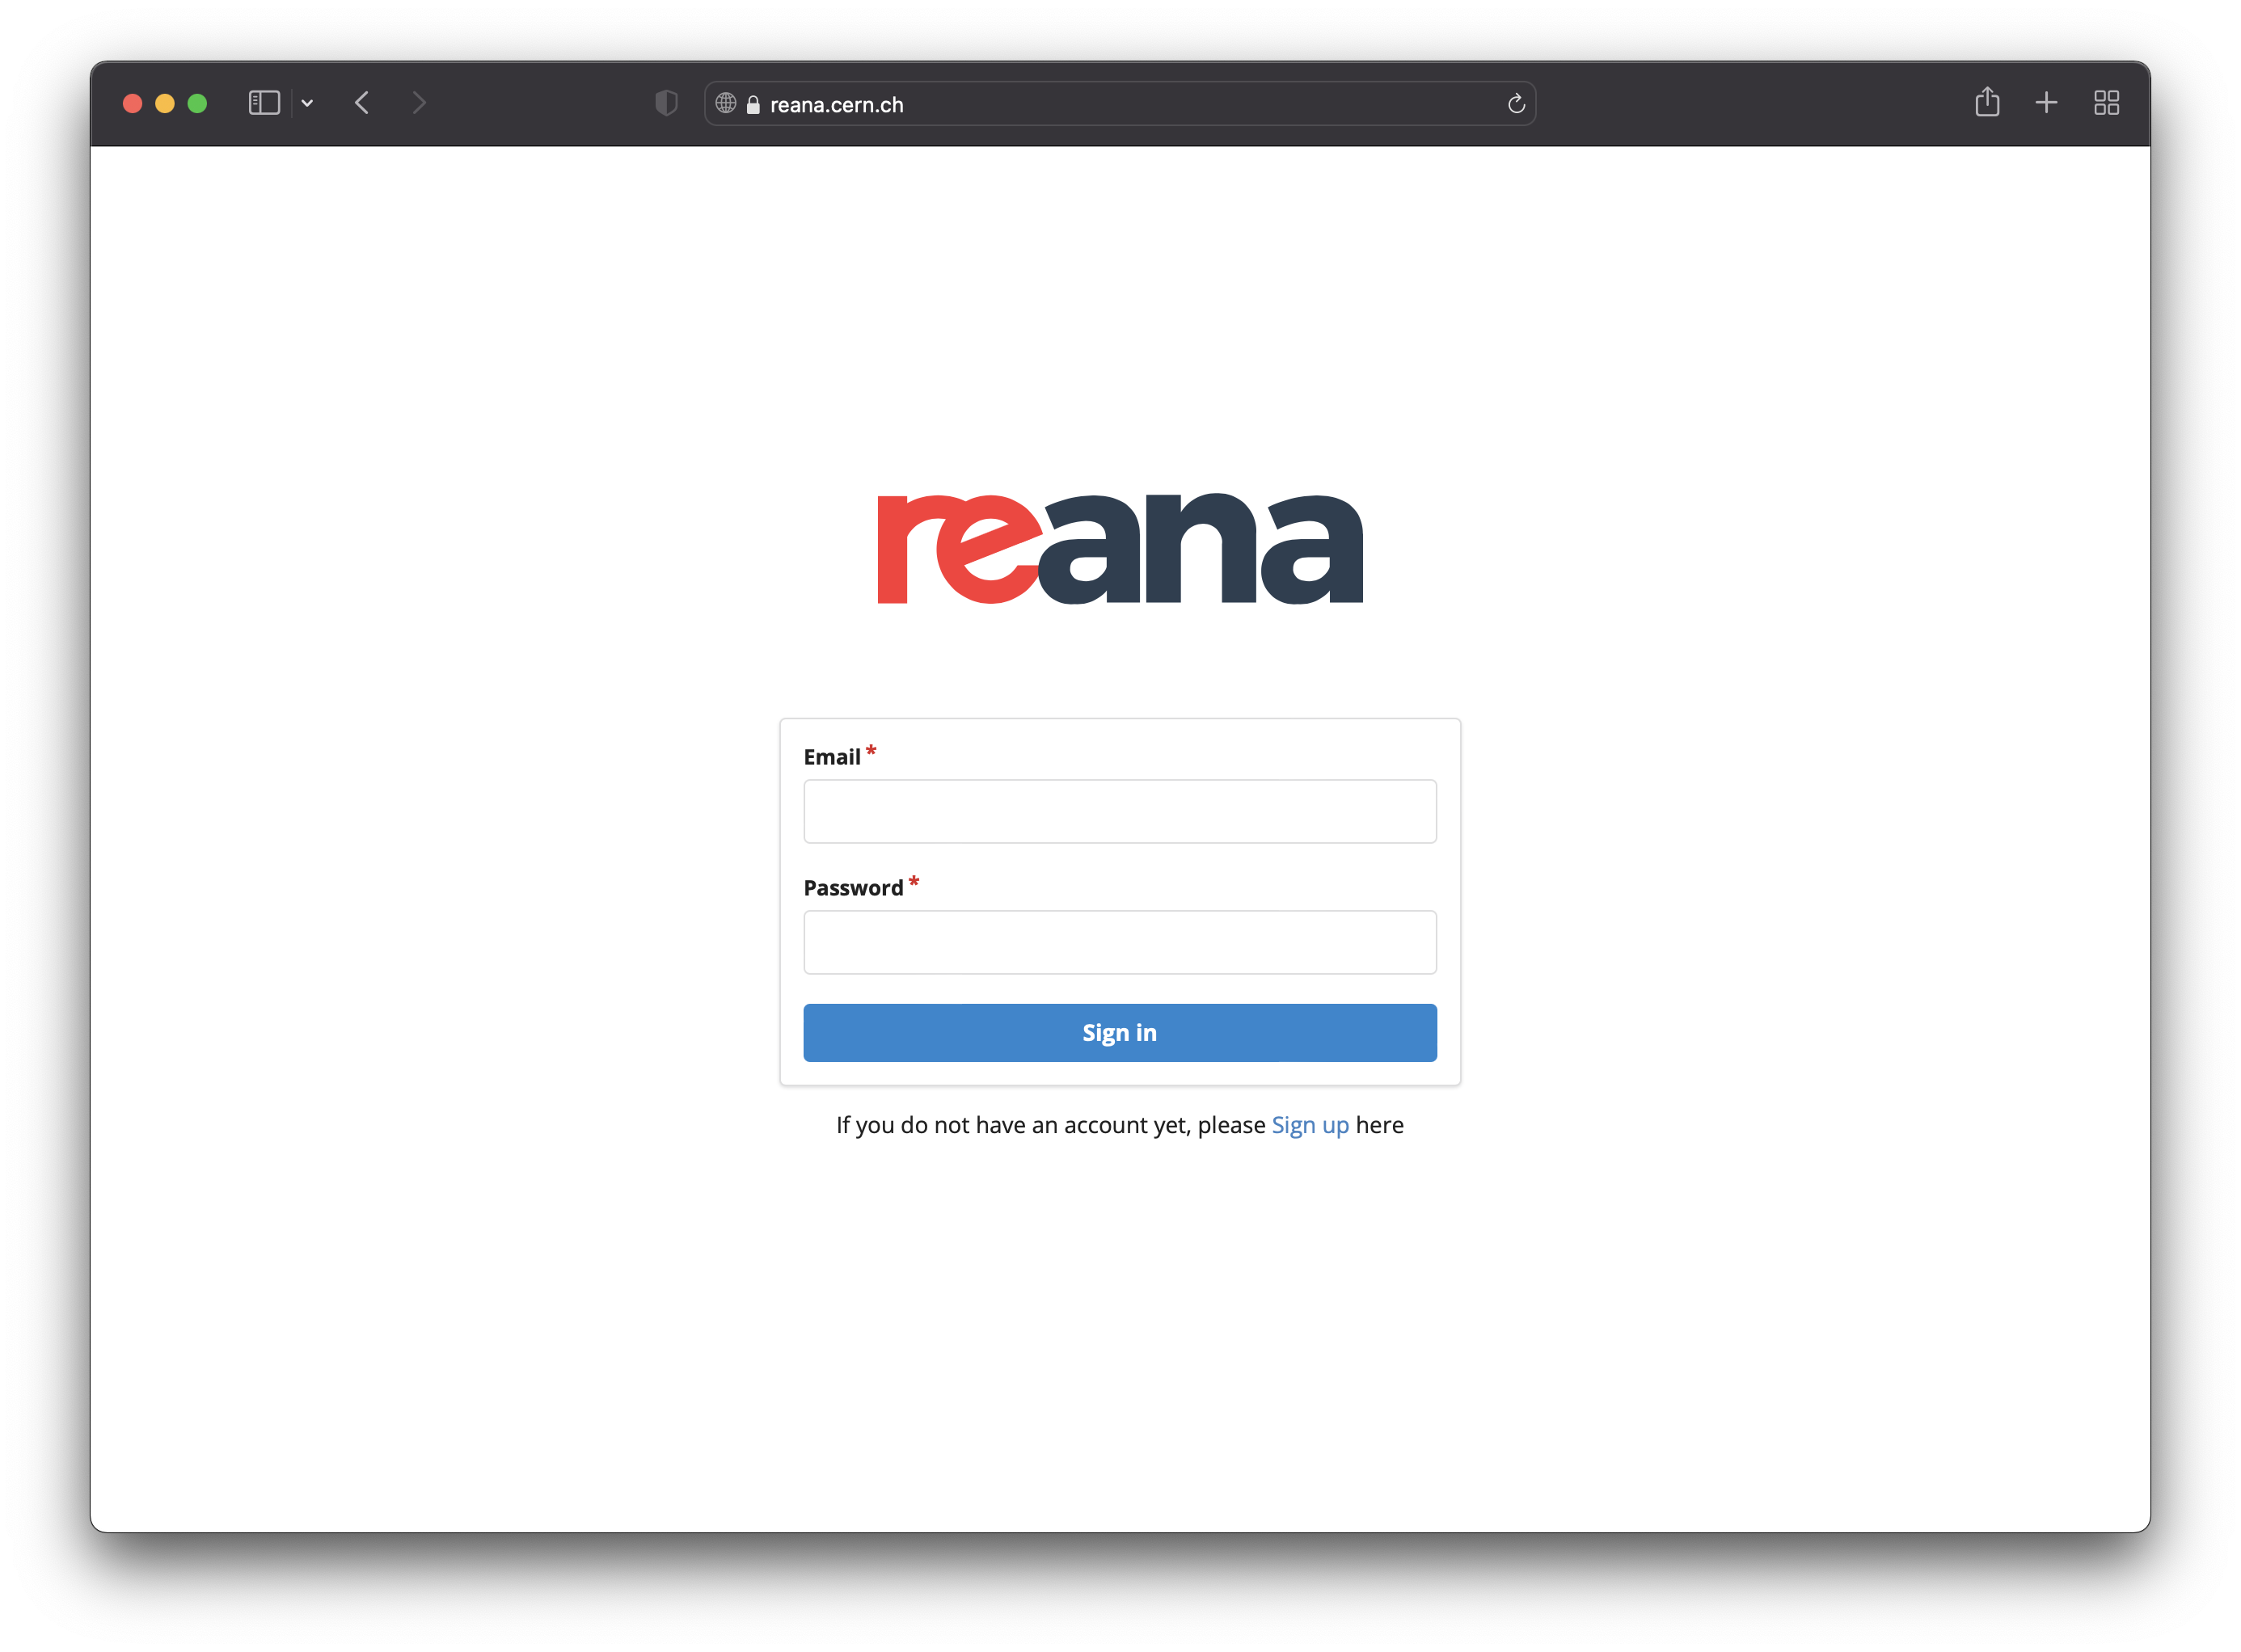 reana.cern.ch
reana
Email *
Password *
Sign in
If you do not have an account yet, please Sign up here